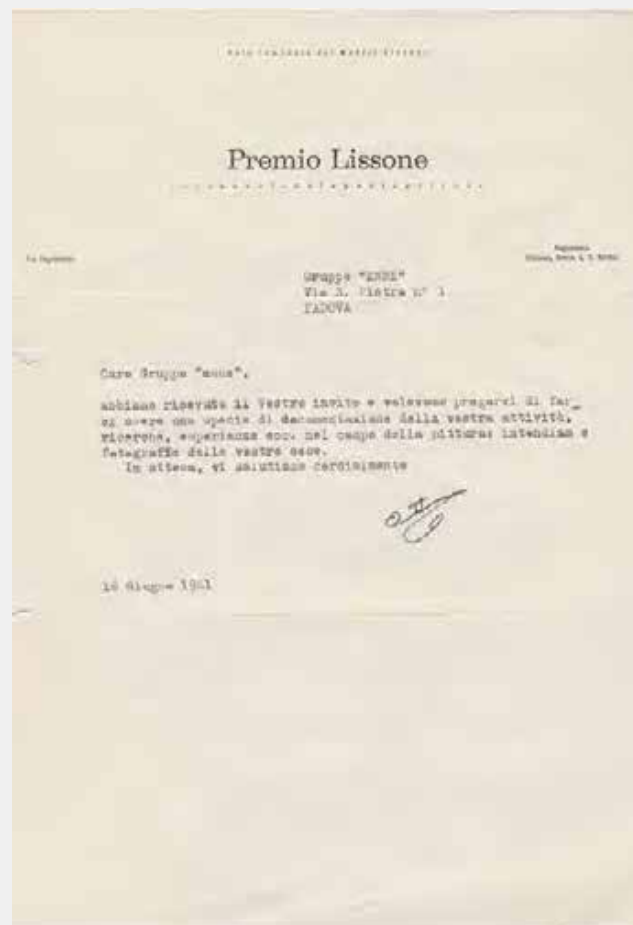 Premio Lissone
Gruppo "ENNE"
Via S. Pietro n° 1
PADOVA
Caro Gruppo "enne",
abbiamo ricevuto il Vostro invito e volevamo pregarvi di far_
ci avere una specie di documentazione della vostra attività,
ricerche, esperienze ecc. nel campo della pittura: intendiam o
fotografie delle vostre cose.
In attesa, vi salutiamo cordialmente
16 Giugno 1961